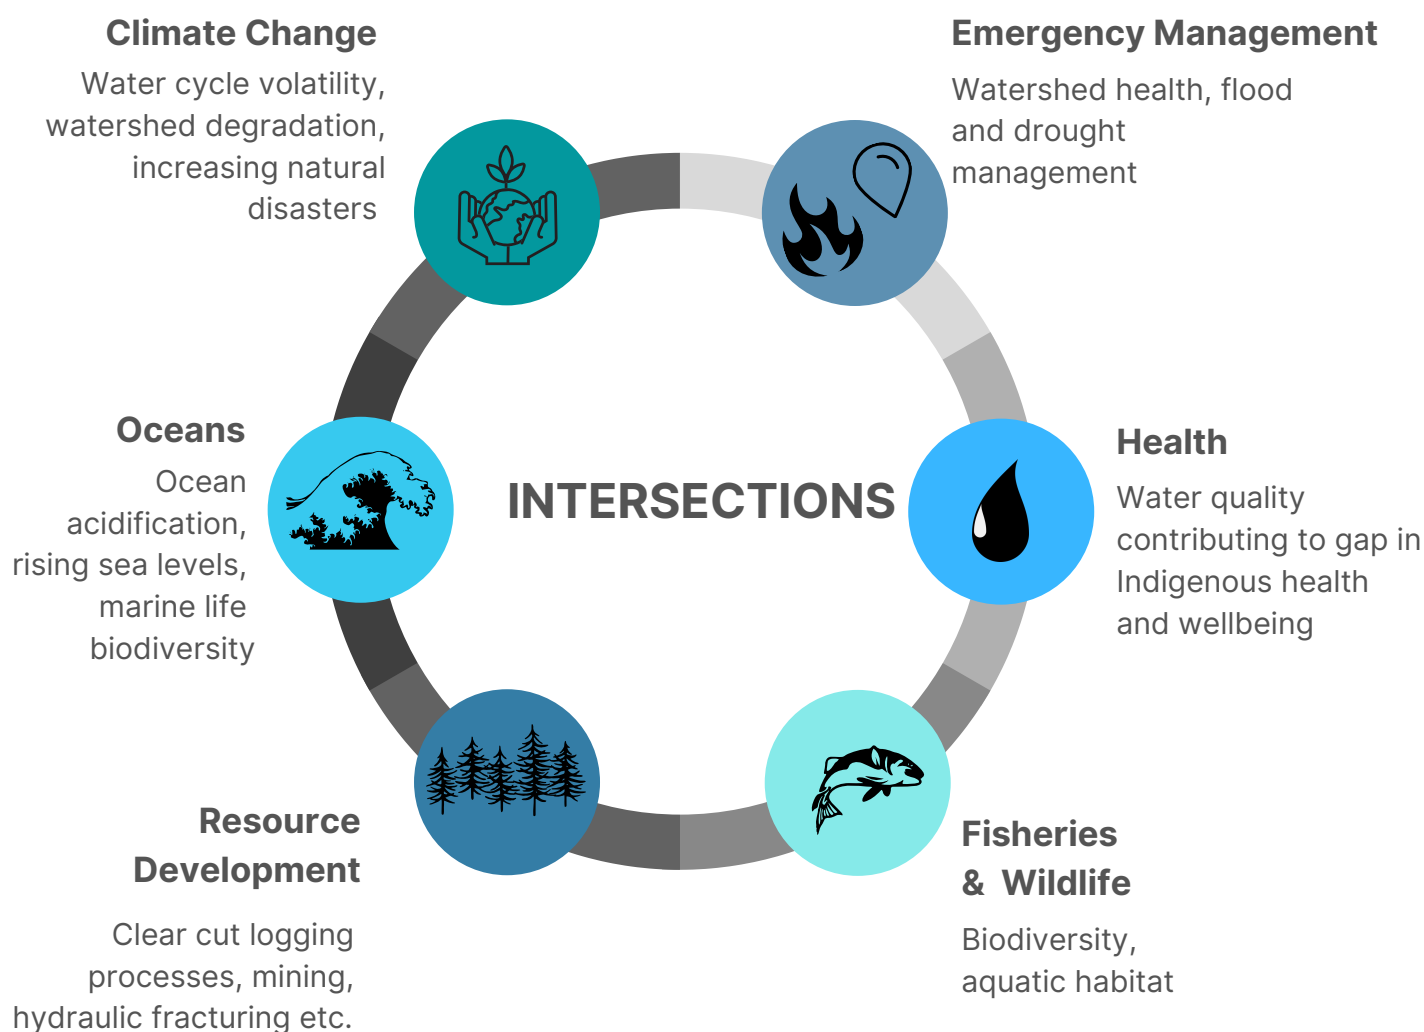 Climate Change
Water cycle volatility,
watershed degradation,
increasing natural
disasters
Emergency Management
Watershed health, flood
and drought
management
Oceans
Ocean
acidification,
rising sea levels,
marine life
biodiversity
INTERSECTIONS
Health
Water quality
contributing to gap in
Indigenous health
and wellbeing
Resource
Development
Clear cut logging
processes, mining,
hydraulic fracturing etc.
Fisheries
& Wildlife
Biodiversity,
aquatic habitat